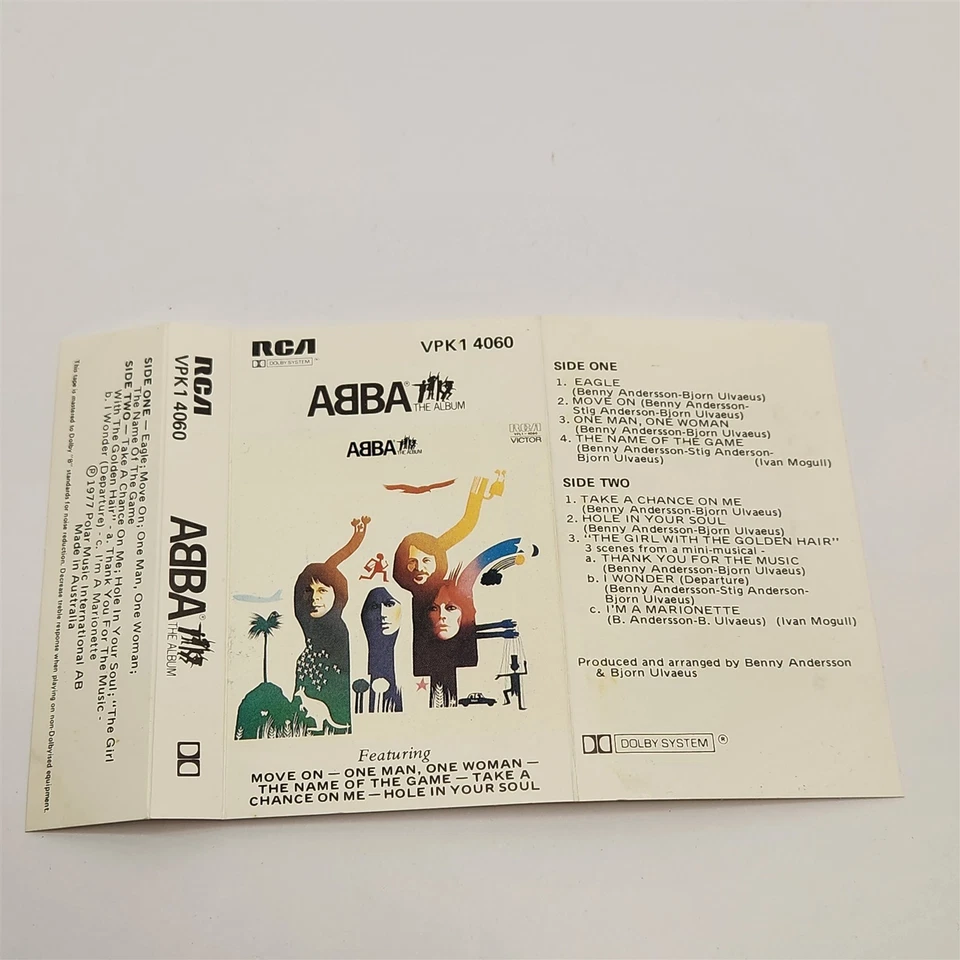 This tape is mastered to Dolby "B" standards for noise reduction. Decrease treble response when playing on non-Dolbyised equipment.
SIDE ONE — Eagle; Move On; One Man, One Woman;
The Name Of The Game
SIDE TWO — Take A Chance On Me; Hole In Your Soul; "The Girl
With The Golden Hair" - a. Thank You For The Music -
b. I Wonder (Departure) - c. I'm A Marionette
℗ 1977 Polar Music International AB
Made in Australia
RCA
VPK1 4060
ABBA®
THE ALBUM
RCA
VPK1 4060
DOLBY SYSTEM ®
ABBA®
THE ALBUM
ABBA
THE ALBUM
RCA
VICTOR
Featuring
MOVE ON — ONE MAN, ONE WOMAN —
THE NAME OF THE GAME — TAKE A
CHANCE ON ME — HOLE IN YOUR SOUL
SIDE ONE
1. EAGLE
(Benny Andersson-Bjorn Ulvaeus)
2. MOVE ON (Benny Andersson-
Stig Anderson-Bjorn Ulvaeus)
3. ONE MAN, ONE WOMAN
(Benny Andersson-Bjorn Ulvaeus)
4. THE NAME OF THE GAME
(Benny Andersson-Stig Anderson-
Bjorn Ulvaeus) (Ivan Mogull)
SIDE TWO
1. TAKE A CHANCE ON ME
(Benny Andersson-Bjorn Ulvaeus)
2. HOLE IN YOUR SOUL
(Benny Andersson-Bjorn Ulvaeus)
3. "THE GIRL WITH THE GOLDEN HAIR"
3 scenes from a mini-musical -
a. THANK YOU FOR THE MUSIC
(Benny Andersson-Bjorn Ulvaeus)
b. I WONDER (Departure)
(Benny Andersson-Stig Anderson-
Bjorn Ulvaeus)
c. I'M A MARIONETTE
(B. Andersson-B. Ulvaeus) (Ivan Mogull)
Produced and arranged by Benny Andersson
& Bjorn Ulvaeus
DOLBY SYSTEM ®